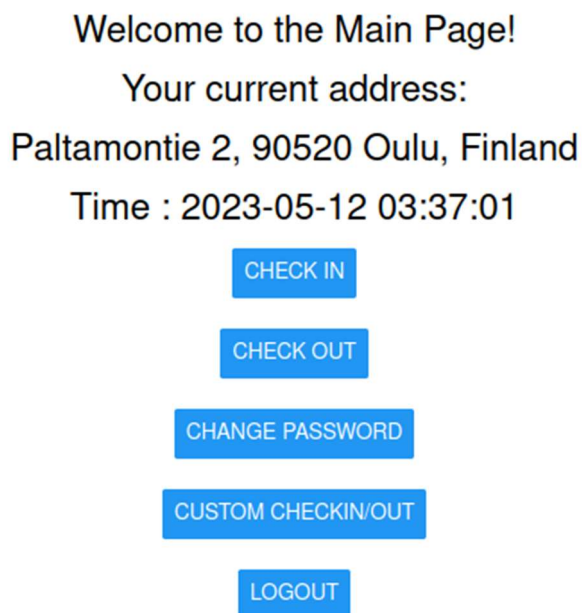 Welcome to the Main Page!
Your current address:
Paltamontie 2, 90520 Oulu, Finland
Time : 2023-05-12 03:37:01
CHECK IN
CHECK OUT
CHANGE PASSWORD
CUSTOM CHECKIN/OUT
LOGOUT